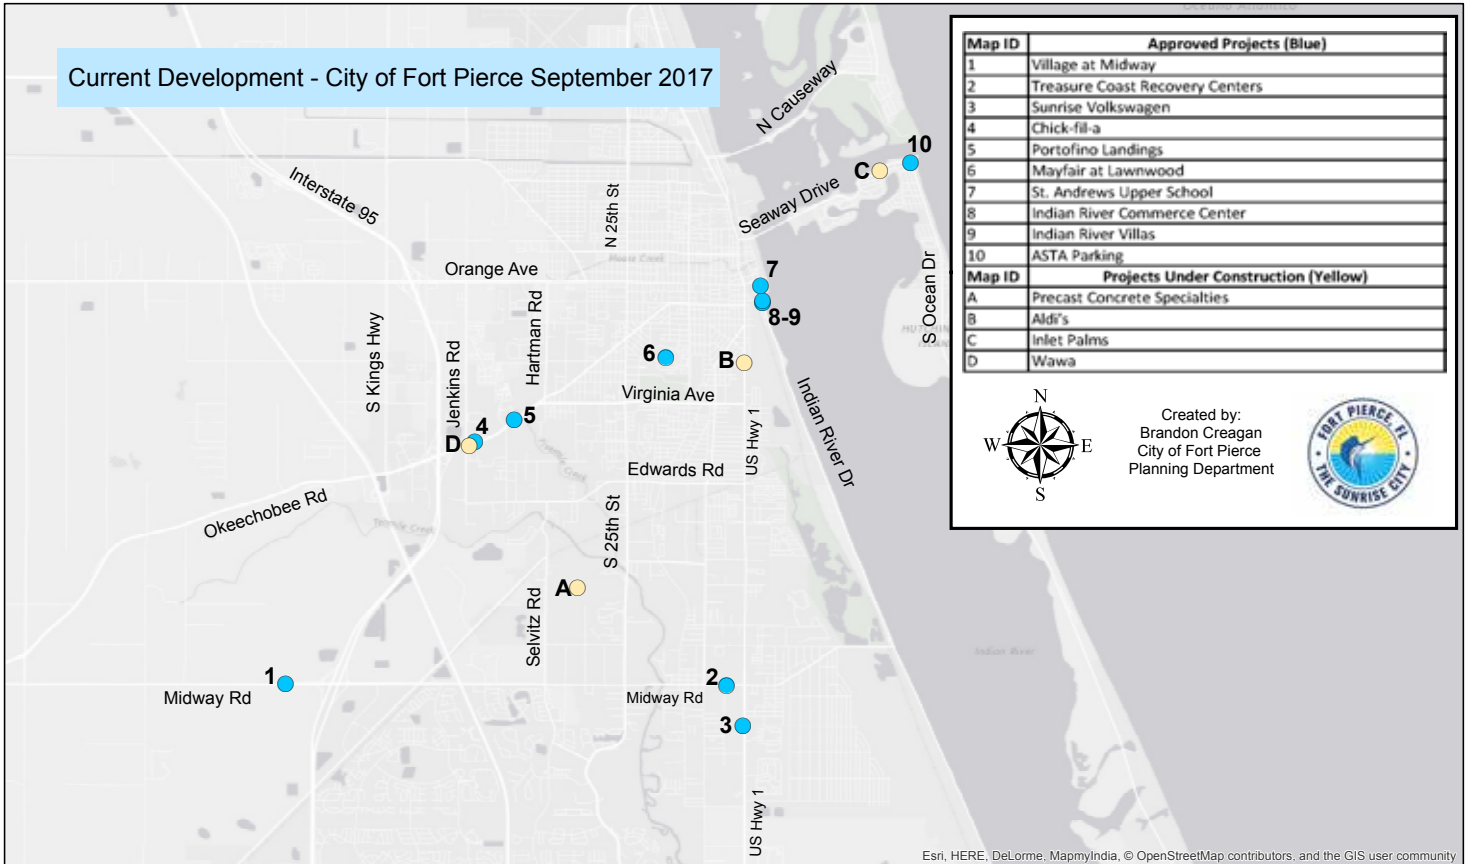 Oceano Atlantico
Current Development - City of Fort Pierce September 2017
Map ID Approved Projects (Blue)
1 Village at Midway
2 Treasure Coast Recovery Centers
3 Sunrise Volkswagen
4 Chick-fil-a
5 Portofino Landings
6 Mayfair at Lawnwood
7 St. Andrews Upper School
8 Indian River Commerce Center
9 Indian River Villas
10 ASTA Parking
Map ID Projects Under Construction (Yellow)
A Precast Concrete Specialties
B Aldi's
C Inlet Palms
D Wawa
N
W E
S
Created by:
Brandon Creagan
City of Fort Pierce
Planning Department
FORT PIERCE, FL
THE SUNRISE CITY
N Causeway
10
C
Interstate 95
Seaway Drive
N 25th St
Orange Ave
Moore Creek
7
8-9
S Ocean Dr
S Kings Hwy
Jenkins Rd
Hartman Rd
6
B
Virginia Ave
Indian River Dr
5
4
D
US Hwy 1
Edwards Rd
Okeechobee Rd
S 25th St
A
Selvitz Rd
Indian River
1
Midway Rd
2
Midway Rd
3
US Hwy 1
Esri, HERE, DeLorme, MapmyIndia, © OpenStreetMap contributors, and the GIS user community